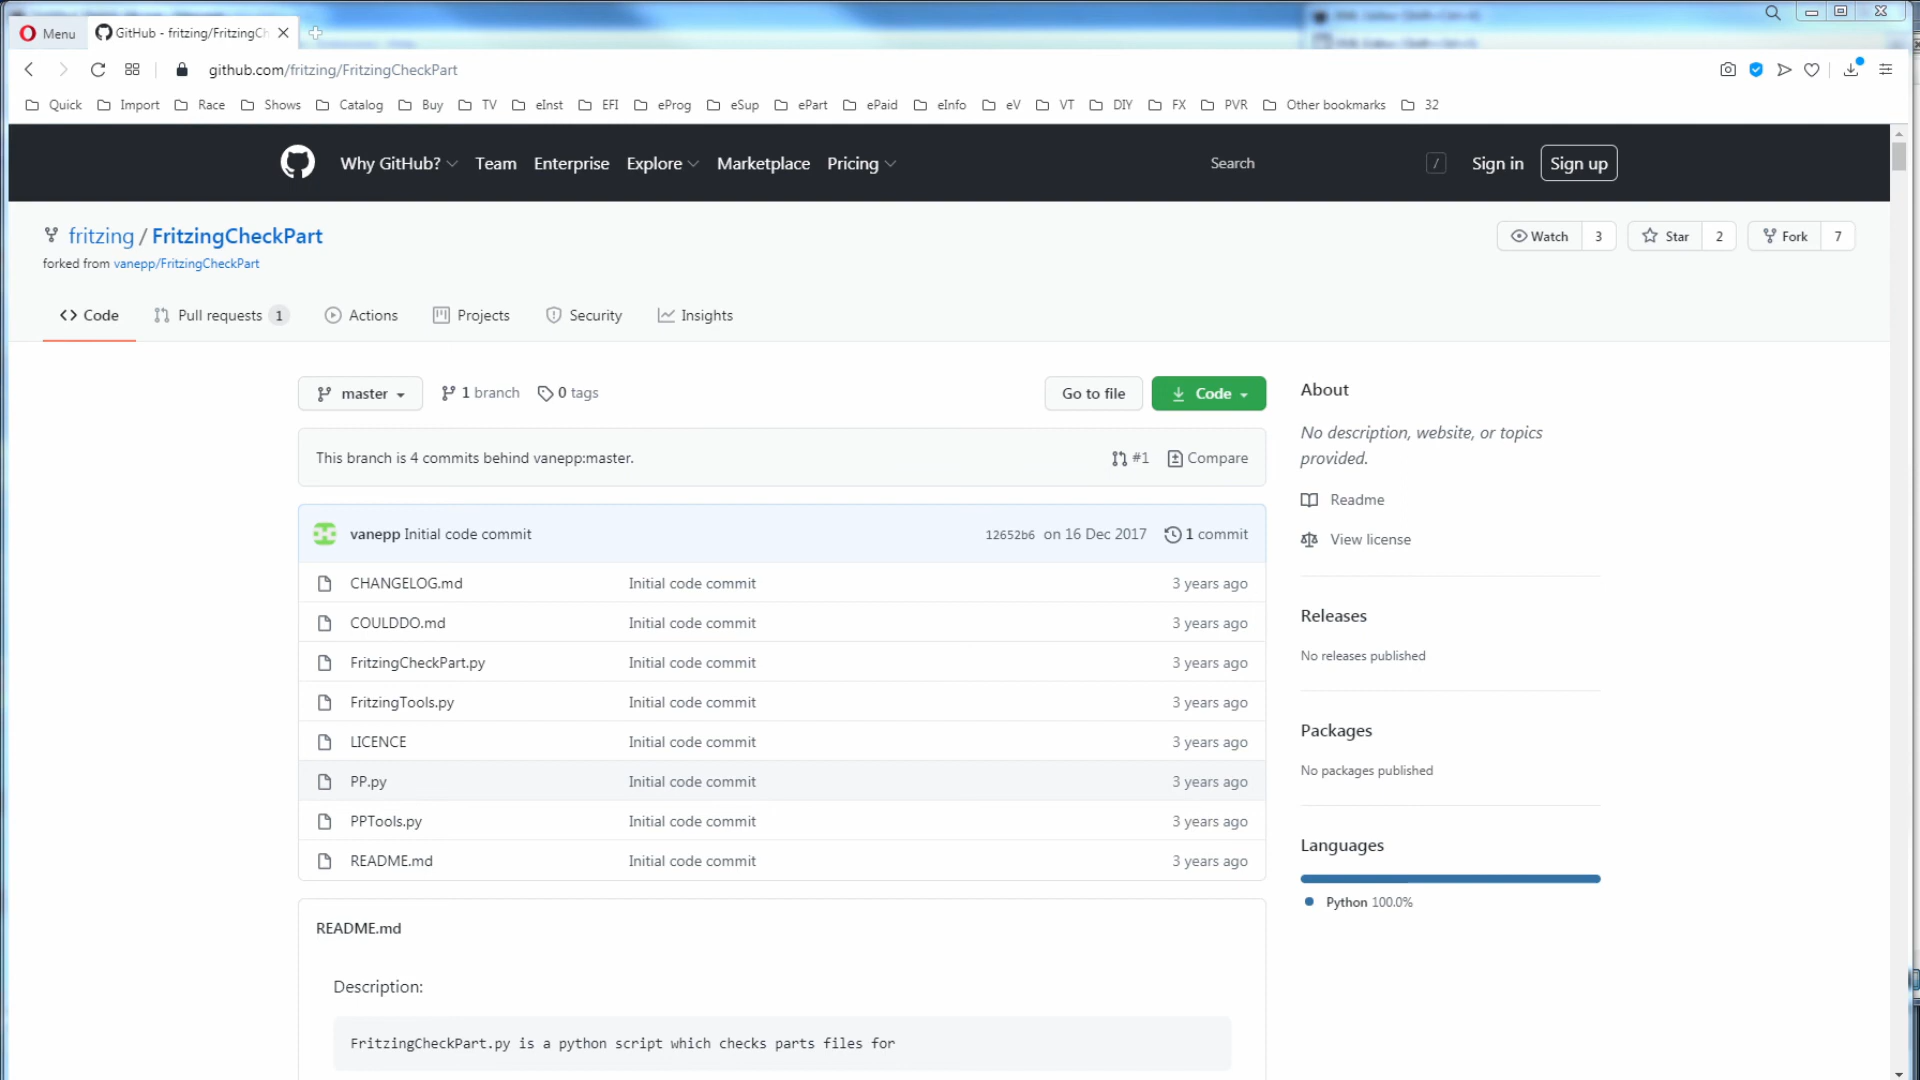 Menu
GitHub - fritzing/FritzingCh
github.com/fritzing/FritzingCheckPart
Quick Import Race Shows Catalog Buy TV eInst EFI eProg eSup ePart ePaid eInfo eV VT DIY FX PVR Other bookmarks 32
Why GitHub? Team Enterprise Explore Marketplace Pricing Search / Sign in Sign up
fritzing / FritzingCheckPart
Watch 3 Star 2 Fork 7
forked from vanepp/FritzingCheckPart
Code Pull requests 1 Actions Projects Security Insights
master 1 branch 0 tags Go to file Code
This branch is 4 commits behind vanepp:master. #1 Compare
vanepp Initial code commit 12652b6 on 16 Dec 2017 1 commit
CHANGELOG.md Initial code commit 3 years ago
COULDDO.md Initial code commit 3 years ago
FritzingCheckPart.py Initial code commit 3 years ago
FritzingTools.py Initial code commit 3 years ago
LICENCE Initial code commit 3 years ago
PP.py Initial code commit 3 years ago
PPTools.py Initial code commit 3 years ago
README.md Initial code commit 3 years ago
README.md
Description:
FritzingCheckPart.py is a python script which checks parts files for
About
No description, website, or topics
provided.
Readme
View license
Releases
No releases published
Packages
No packages published
Languages
Python 100.0%